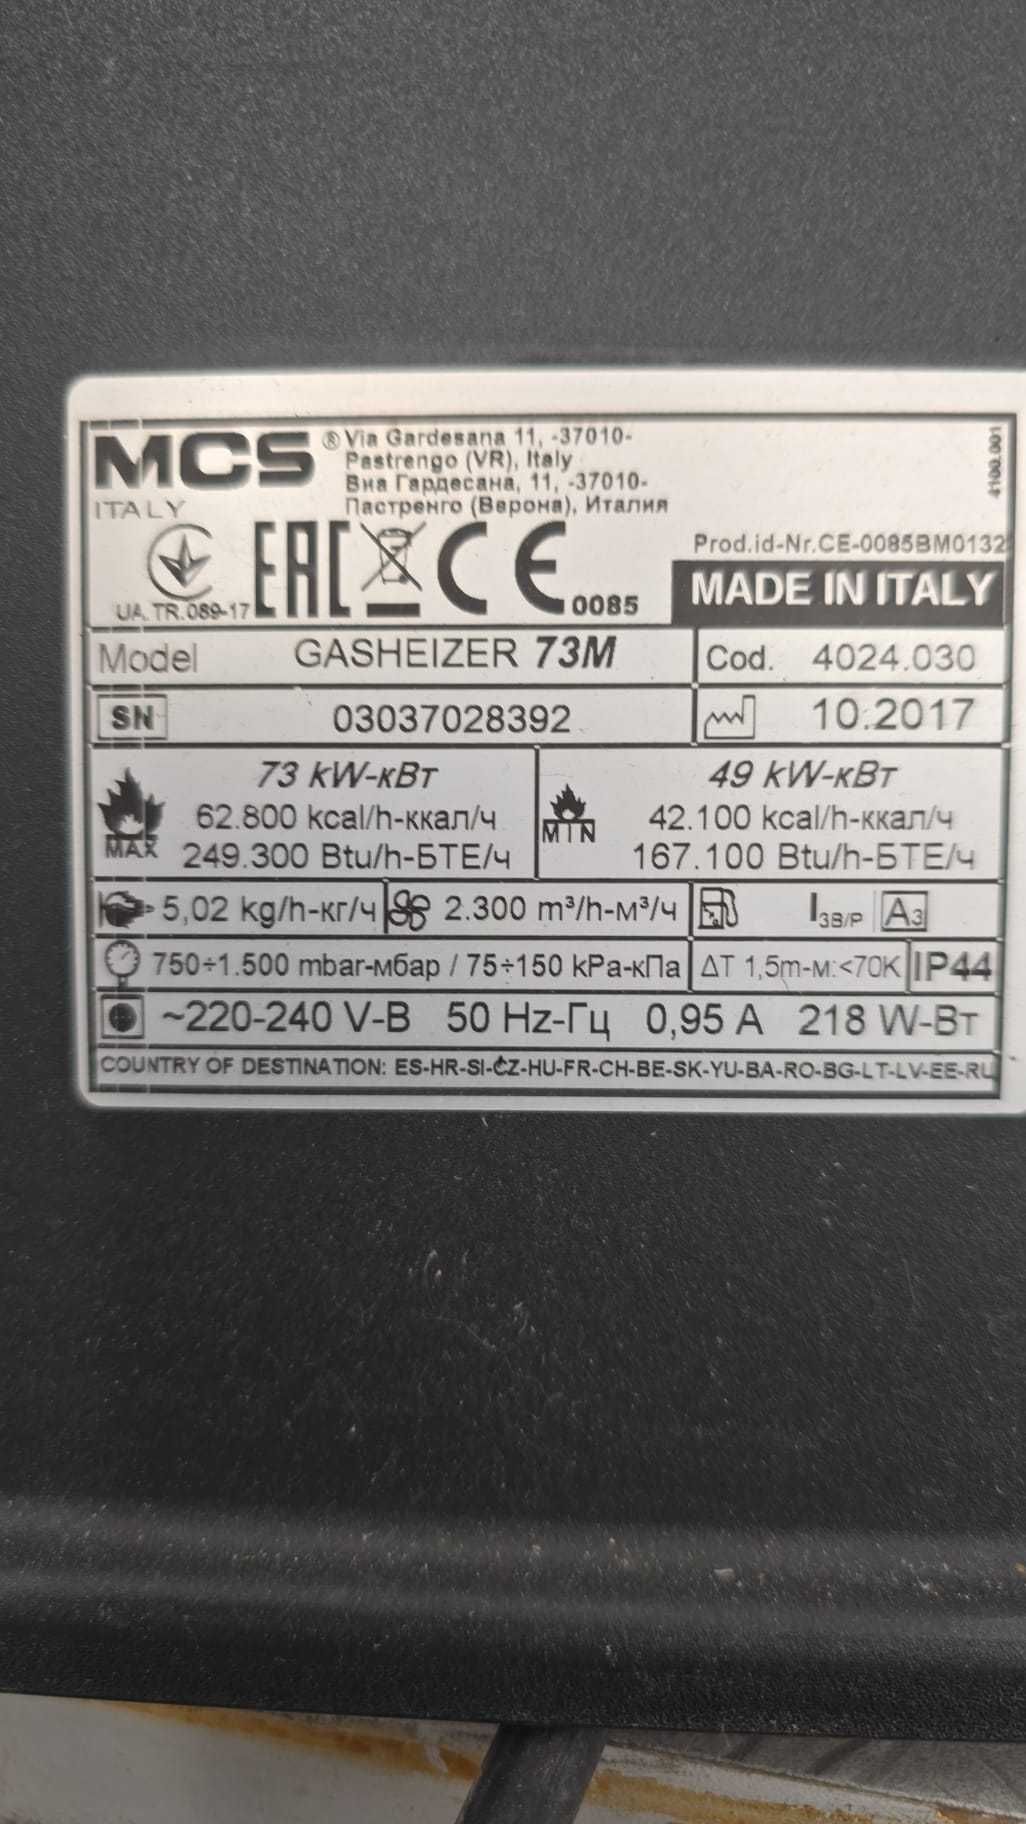 MCS ® Via Gardesana 11, -37010-
Pastrengo (VR), Italy
Виа Гардесана, 11, -37010-
ITALY Пастренго (Верона), Италия
4100.001
Prod.id-Nr.CE-0085BM0132
UA.TR.089-17 EAC CE 0085 MADE IN ITALY
Model GASHEIZER 73M Cod. 4024.030
SN 03037028392 10.2017
73 kW-кВт 49 kW-кВт
62.800 kcal/h-ккал/ч 42.100 kcal/h-ккал/ч
MAX 249.300 Btu/h-БТЕ/ч MIN 167.100 Btu/h-БТЕ/ч
5,02 kg/h-кг/ч 2.300 m³/h-м³/ч I3B/P A3
750÷1.500 mbar-мбар / 75÷150 kPa-кПа ΔT 1,5m-м:<70K IP44
~220-240 V-B 50 Hz-Гц 0,95 A 218 W-Вт
COUNTRY OF DESTINATION: ES-HR-SI-CZ-HU-FR-CH-BE-SK-YU-BA-RO-BG-LT-LV-EE-RU